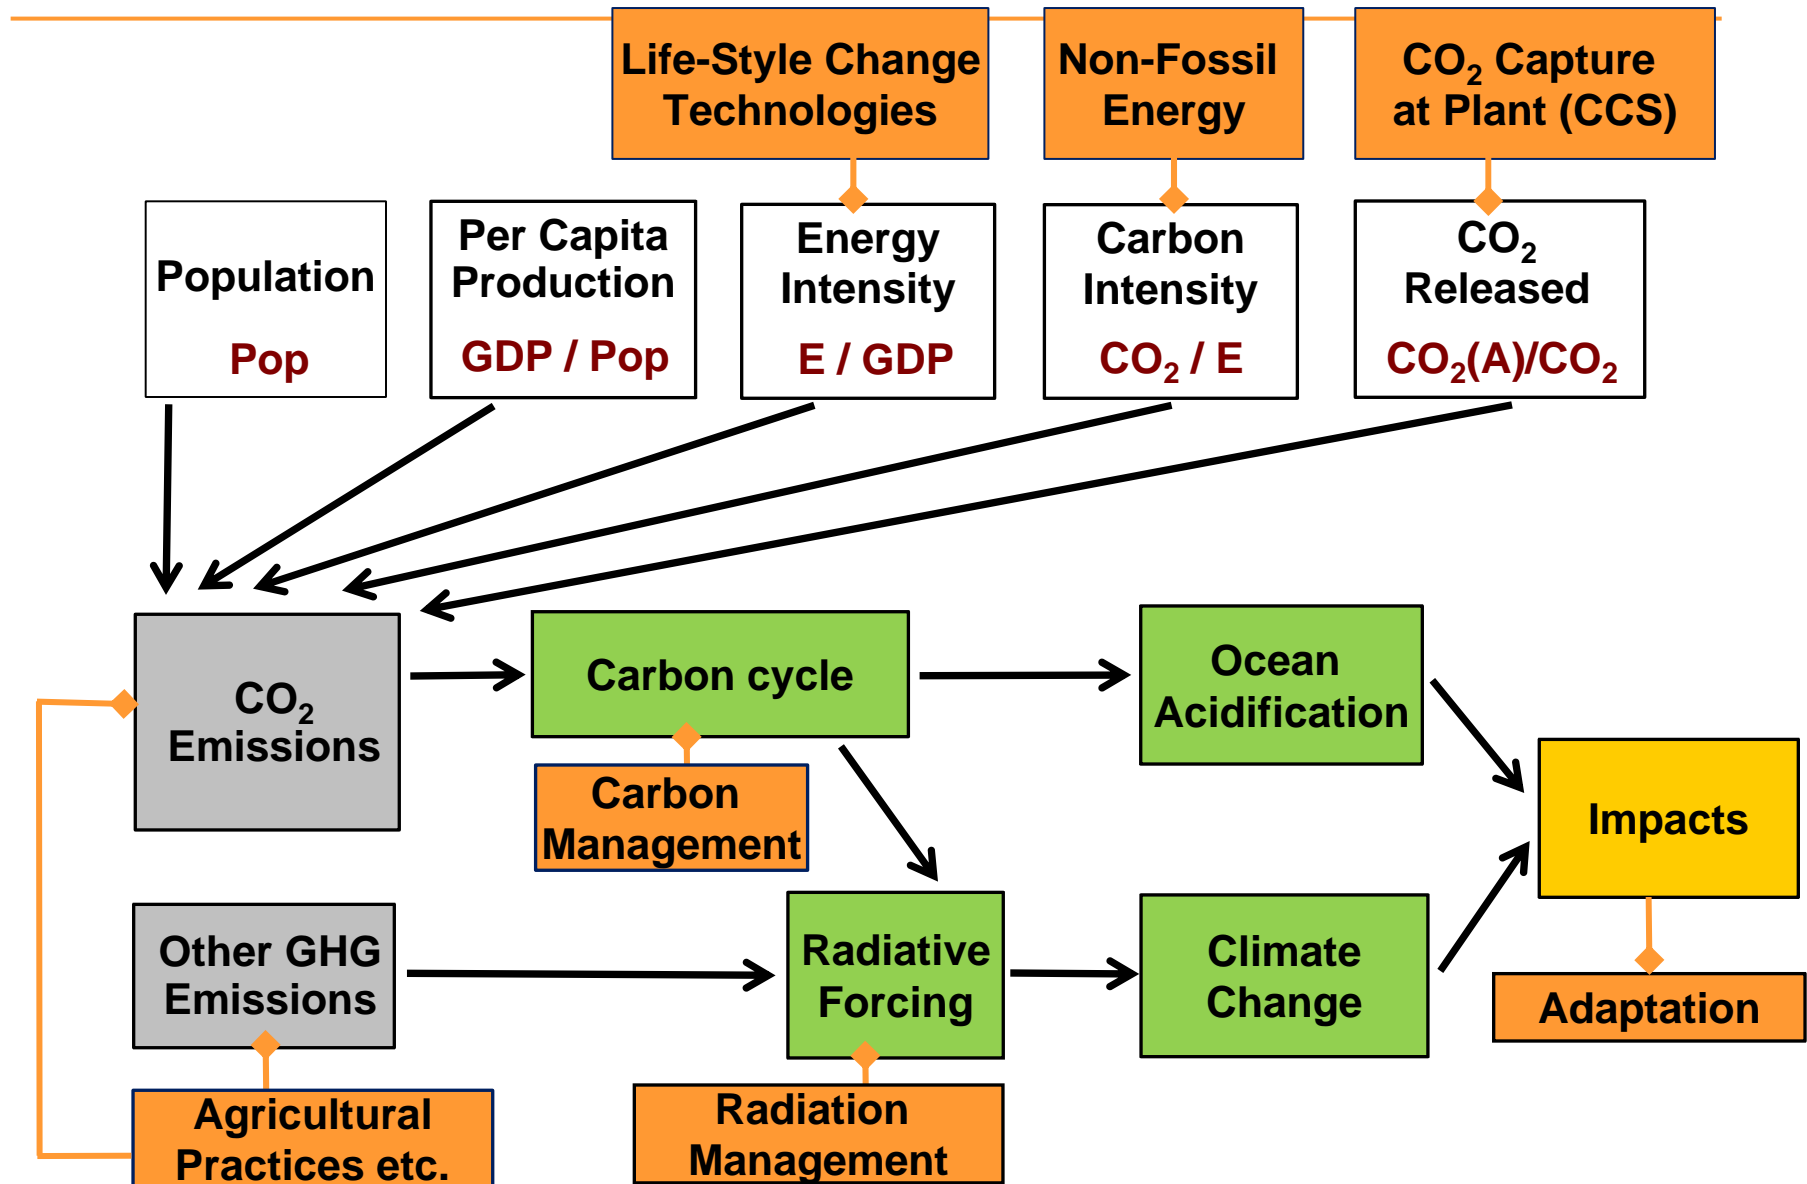 Life-Style Change
Technologies
Non-Fossil
Energy
CO₂ Capture
at Plant (CCS)
Population
Pop
Per Capita
Production
GDP / Pop
Energy
Intensity
E / GDP
Carbon
Intensity
CO₂ / E
CO₂
Released
CO₂(A)/CO₂
CO₂
Emissions
Carbon cycle
Ocean
Acidification
Carbon
Management
Impacts
Other GHG
Emissions
Radiative
Forcing
Climate
Change
Adaptation
Agricultural
Practices etc.
Radiation
Management